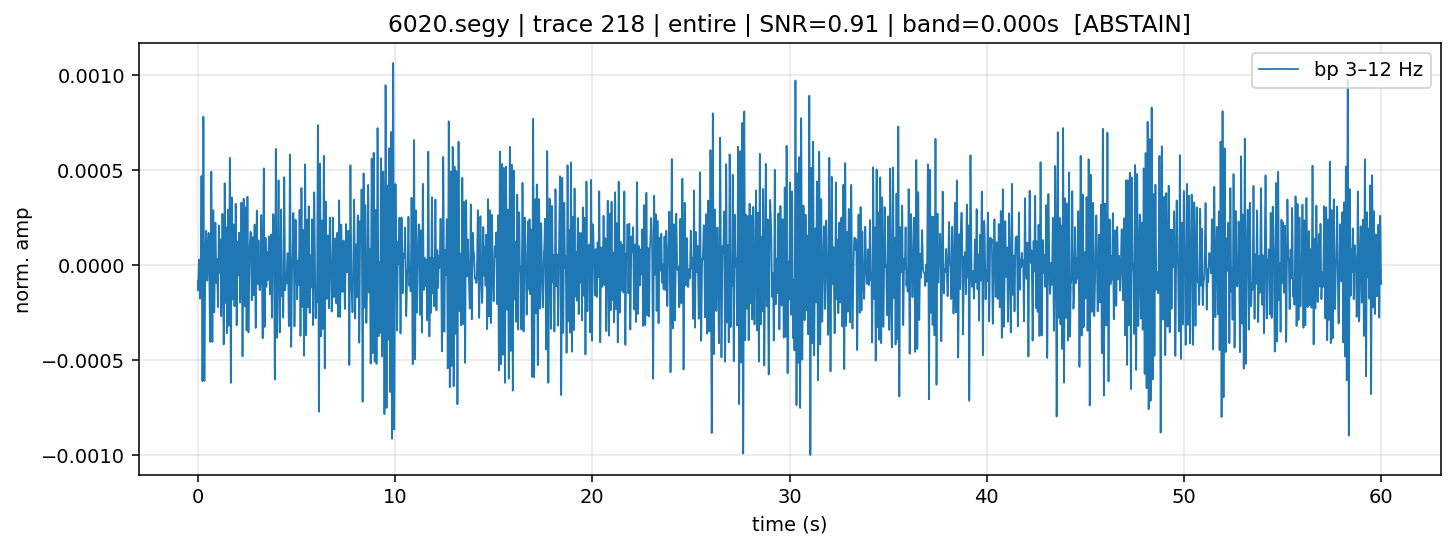 6020.segy | trace 218 | entire | SNR=0.91 | band=0.000s  [ABSTAIN]
bp 3–12 Hz
0.0010
0.0005
0.0000
−0.0005
−0.0010
norm. amp
0 10 20 30 40 50 60
time (s)